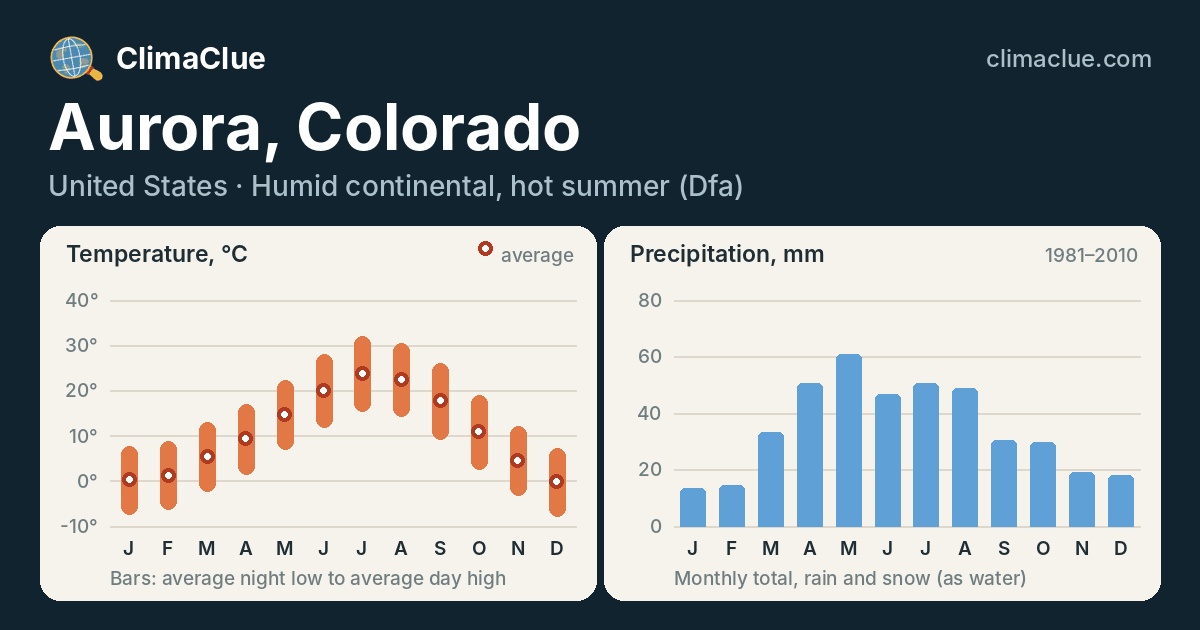 ClimaClue
climaclue.com
Aurora, Colorado
United States · Humid continental, hot summer (Dfa)
Temperature, °C
average
40°
30°
20°
10°
0°
-10°
J F M A M J J A S O N D
Bars: average night low to average day high
Precipitation, mm
1981–2010
80
60
40
20
0
J F M A M J J A S O N D
Monthly total, rain and snow (as water)